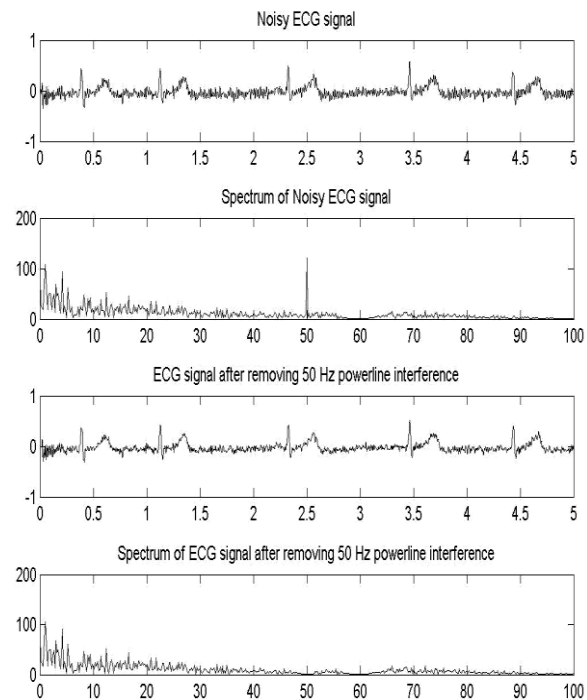 Noisy ECG signal
1
0
-1
0 0.5 1 1.5 2 2.5 3 3.5 4 4.5 5
Spectrum of Noisy ECG signal
200
100
0
0 10 20 30 40 50 60 70 80 90 100
ECG signal after removing 50 Hz powerline interference
1
0
-1
0 0.5 1 1.5 2 2.5 3 3.5 4 4.5 5
Spectrum of ECG signal after removing 50 Hz powerline interference
200
100
0
0 10 20 30 40 50 60 70 80 90 100